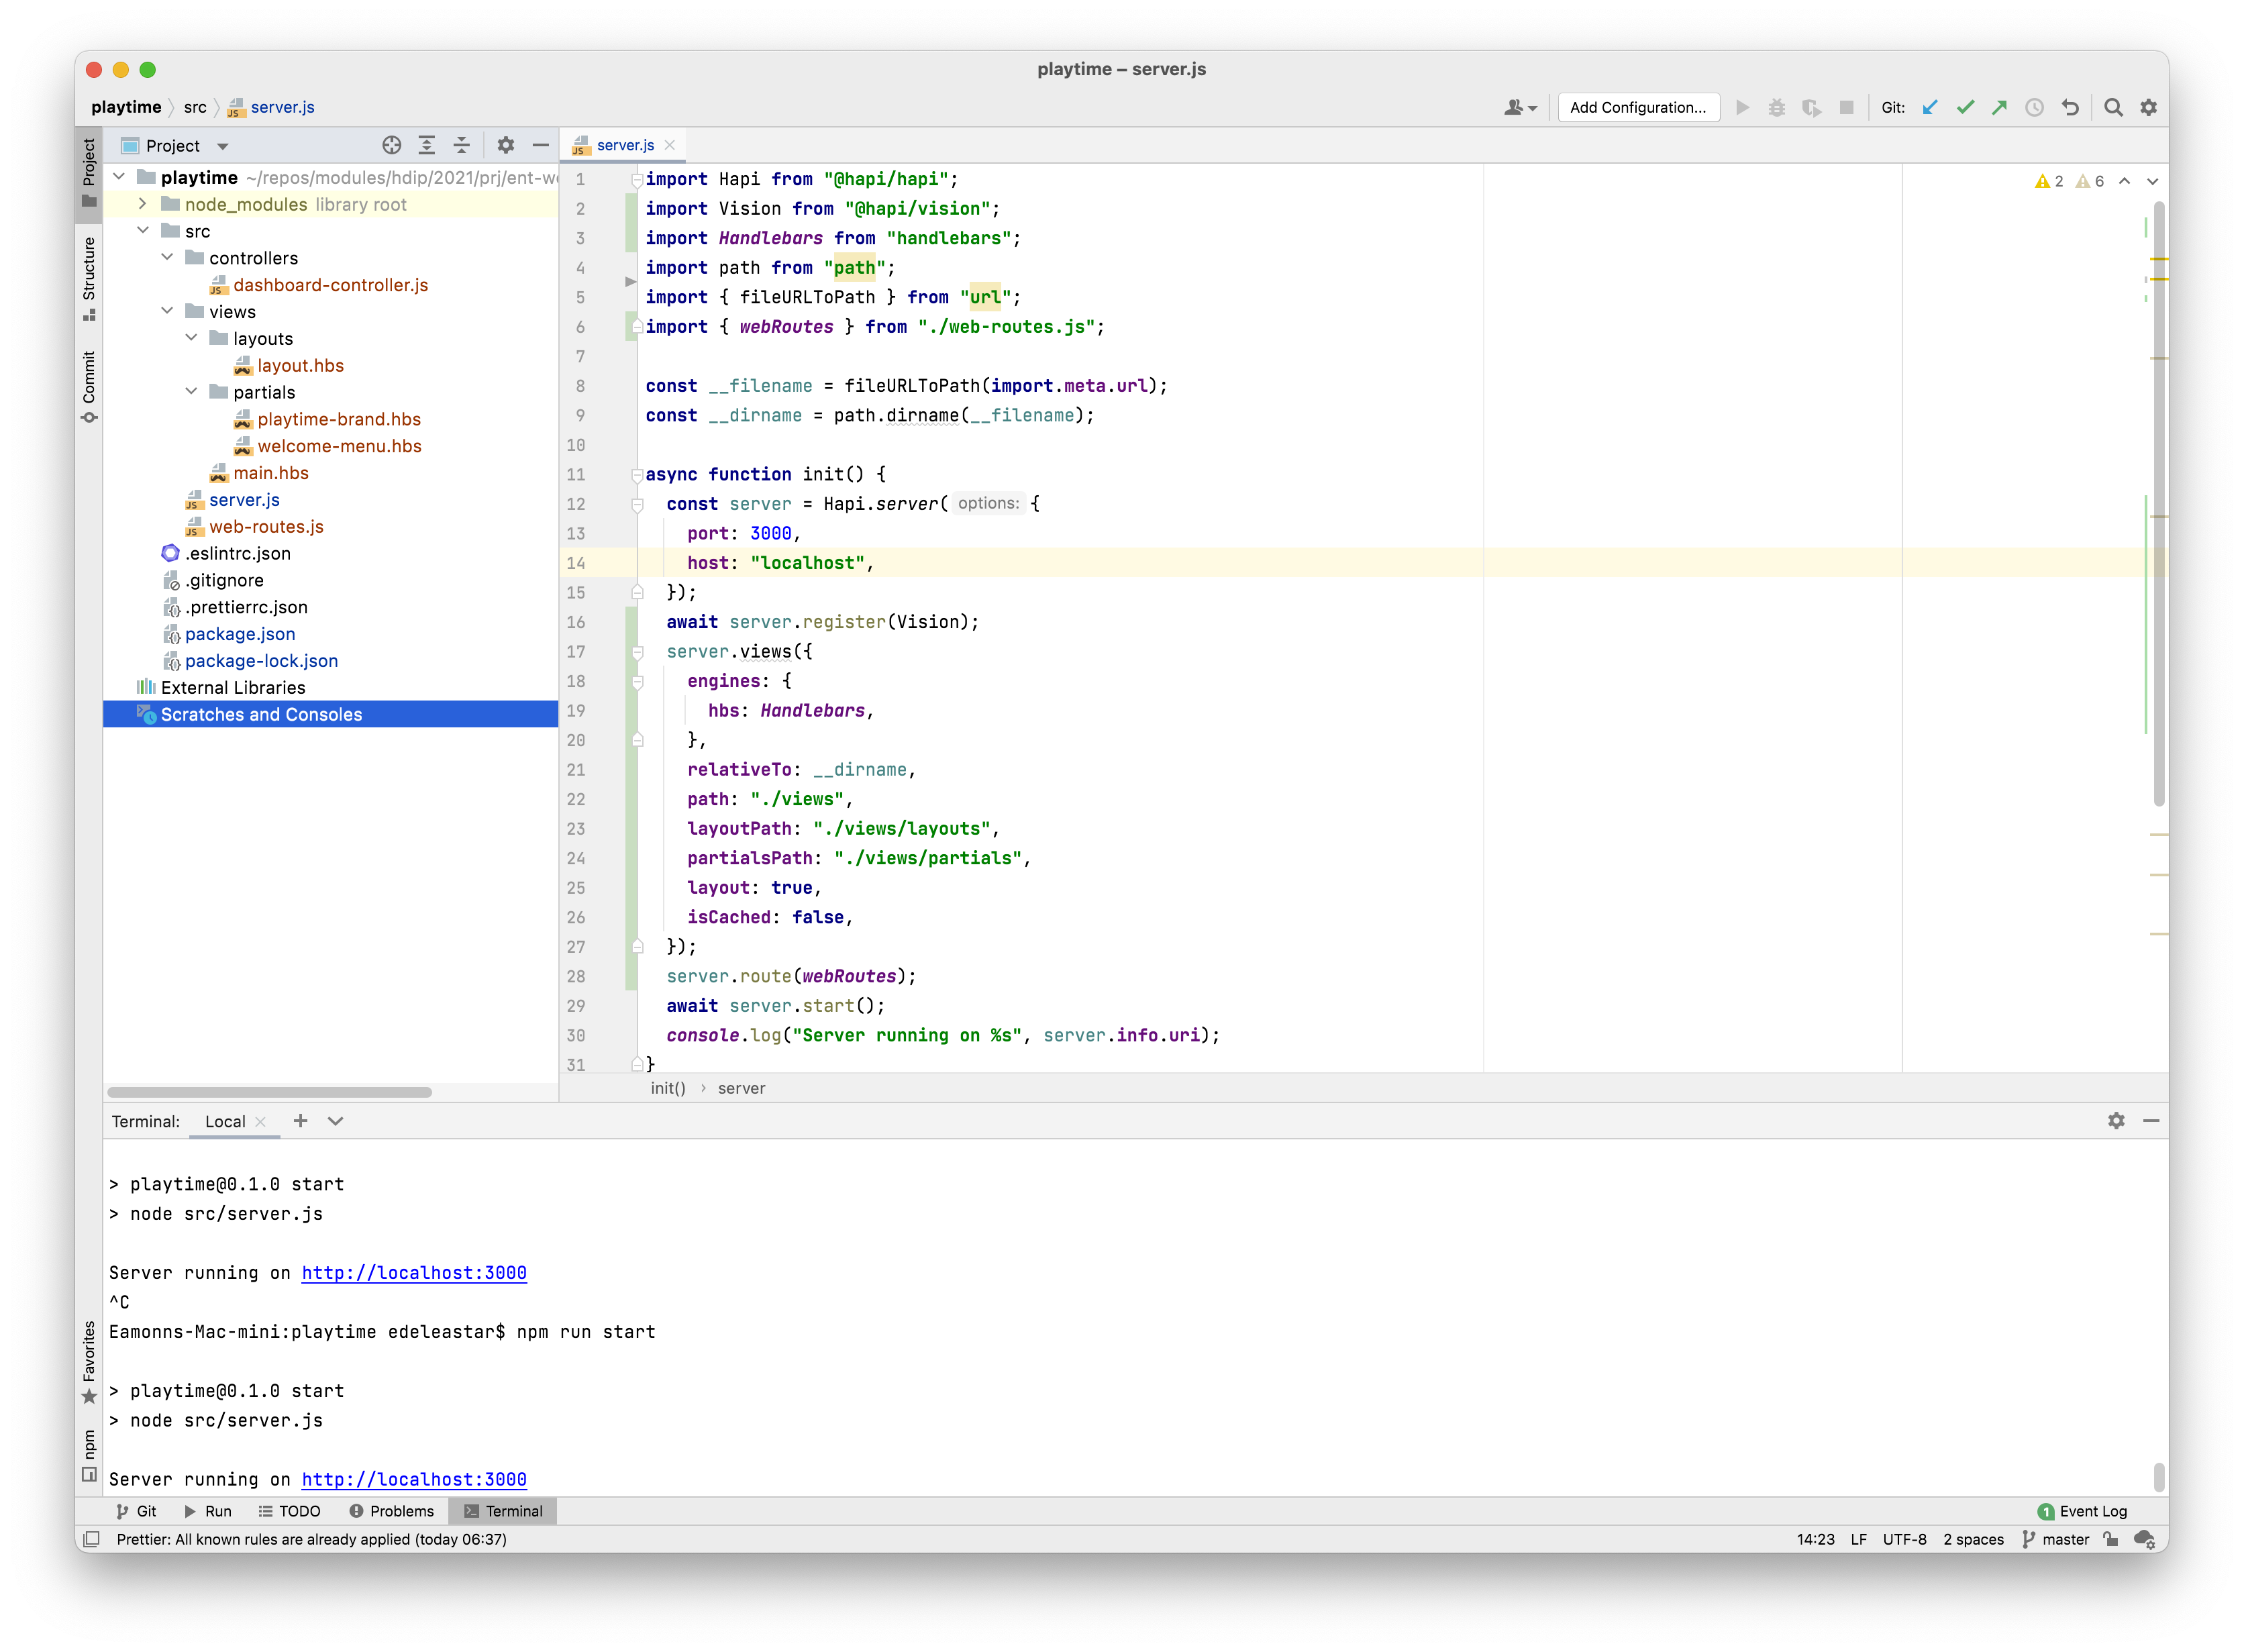 playtime – server.js
playtime src server.js
Add Configuration...
Git:
Project
server.js
Project
Structure
Commit
Favorites
npm
playtime ~/repos/modules/hdip/2021/prj/ent-w
node_modules library root
src
controllers
dashboard-controller.js
views
layouts
layout.hbs
partials
playtime-brand.hbs
welcome-menu.hbs
main.hbs
server.js
web-routes.js
.eslintrc.json
.gitignore
.prettierrc.json
package.json
package-lock.json
External Libraries
Scratches and Consoles
2 6
1 import Hapi from "@hapi/hapi";
2 import Vision from "@hapi/vision";
3 import Handlebars from "handlebars";
4 import path from "path";
5 import { fileURLToPath } from "url";
6 import { webRoutes } from "./web-routes.js";
7
8 const __filename = fileURLToPath(import.meta.url);
9 const __dirname = path.dirname(__filename);
10
11 async function init() {
12 const server = Hapi.server( options: {
13 port: 3000,
14 host: "localhost",
15 });
16 await server.register(Vision);
17 server.views({
18 engines: {
19 hbs: Handlebars,
20 },
21 relativeTo: __dirname,
22 path: "./views",
23 layoutPath: "./views/layouts",
24 partialsPath: "./views/partials",
25 layout: true,
26 isCached: false,
27 });
28 server.route(webRoutes);
29 await server.start();
30 console.log("Server running on %s", server.info.uri);
31 }
init() › server
Terminal: Local
> playtime@0.1.0 start
> node src/server.js
Server running on http://localhost:3000
^C
Eamonns-Mac-mini:playtime edeleastar$ npm run start
> playtime@0.1.0 start
> node src/server.js
Server running on http://localhost:3000
Git Run TODO Problems Terminal
1 Event Log
Prettier: All known rules are already applied (today 06:37)
14:23 LF UTF-8 2 spaces master